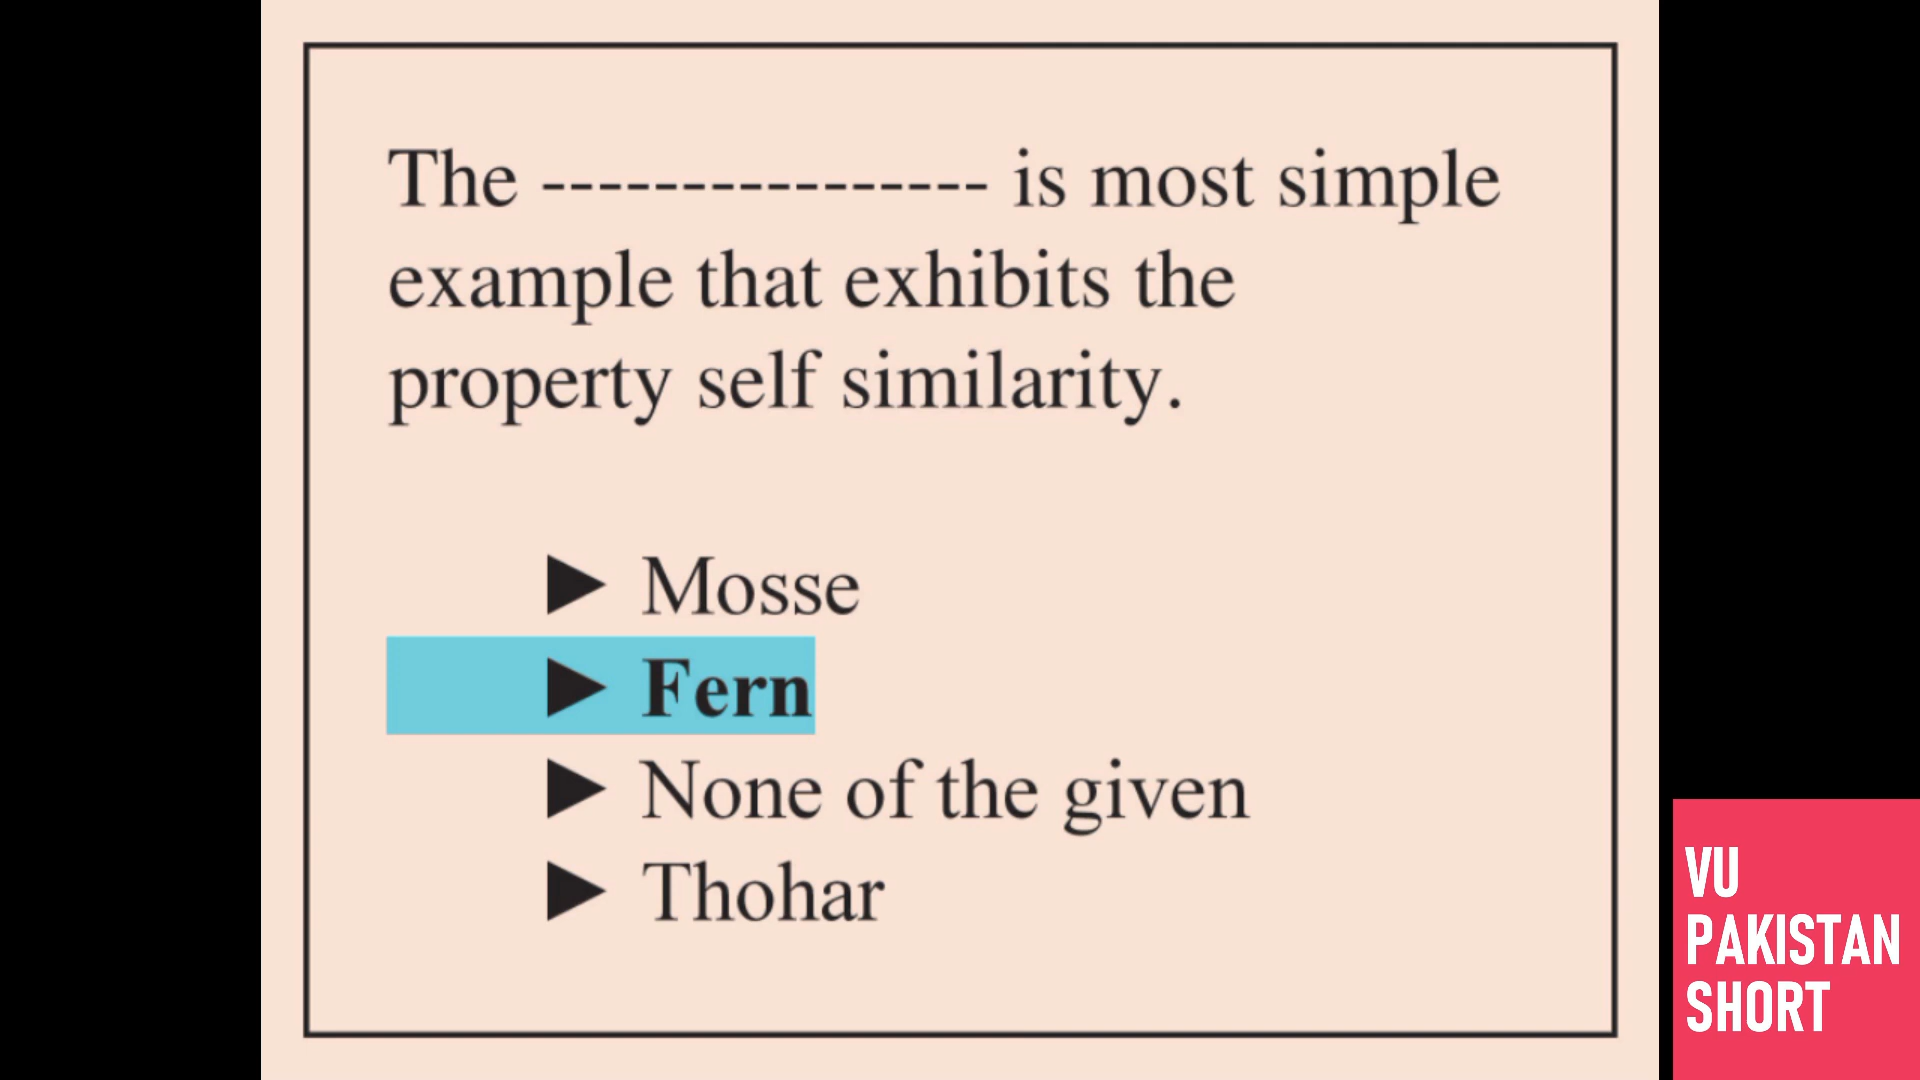 The ---------------- is most simple
example that exhibits the
property self similarity.
► Mosse
► Fern
► None of the given
► Thohar
VU
PAKISTAN
SHORT